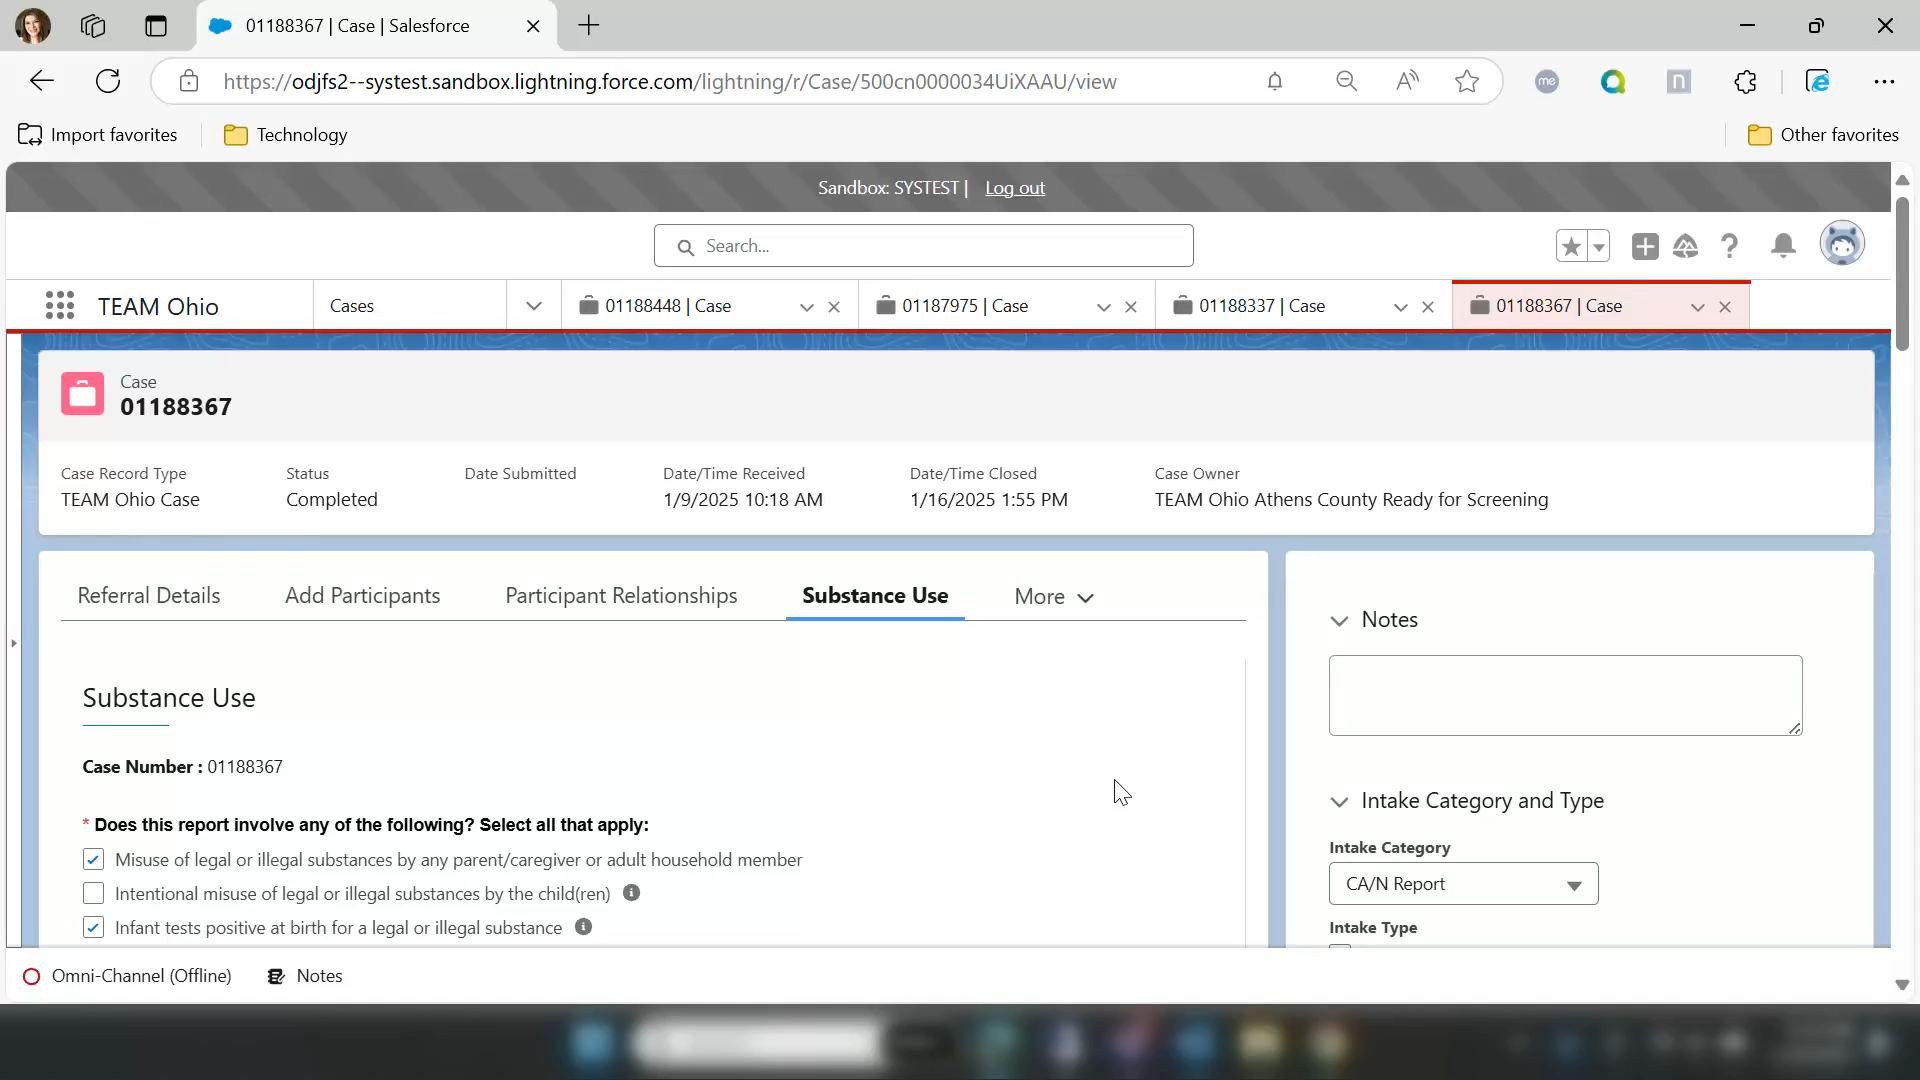 01188367 | Case | Salesforce
https://odjfs2--systest.sandbox.lightning.force.com/lightning/r/Case/500cn0000034UiXAAU/view
me
n
Import favorites
Technology
Other favorites
Sandbox: SYSTEST |
Log out
Search...
TEAM Ohio
Cases
01188448 | Case
01187975 | Case
01188337 | Case
01188367 | Case
Case
01188367
Case Record Type
TEAM Ohio Case
Status
Completed
Date Submitted
Date/Time Received
1/9/2025 10:18 AM
Date/Time Closed
1/16/2025 1:55 PM
Case Owner
TEAM Ohio Athens County Ready for Screening
Referral Details
Add Participants
Participant Relationships
Substance Use
More
Substance Use
Case Number : 01188367
* Does this report involve any of the following? Select all that apply:
Misuse of legal or illegal substances by any parent/caregiver or adult household member
Intentional misuse of legal or illegal substances by the child(ren)
Infant tests positive at birth for a legal or illegal substance
Notes
Intake Category and Type
Intake Category
CA/N Report
Intake Type
Omni-Channel (Offline)
Notes